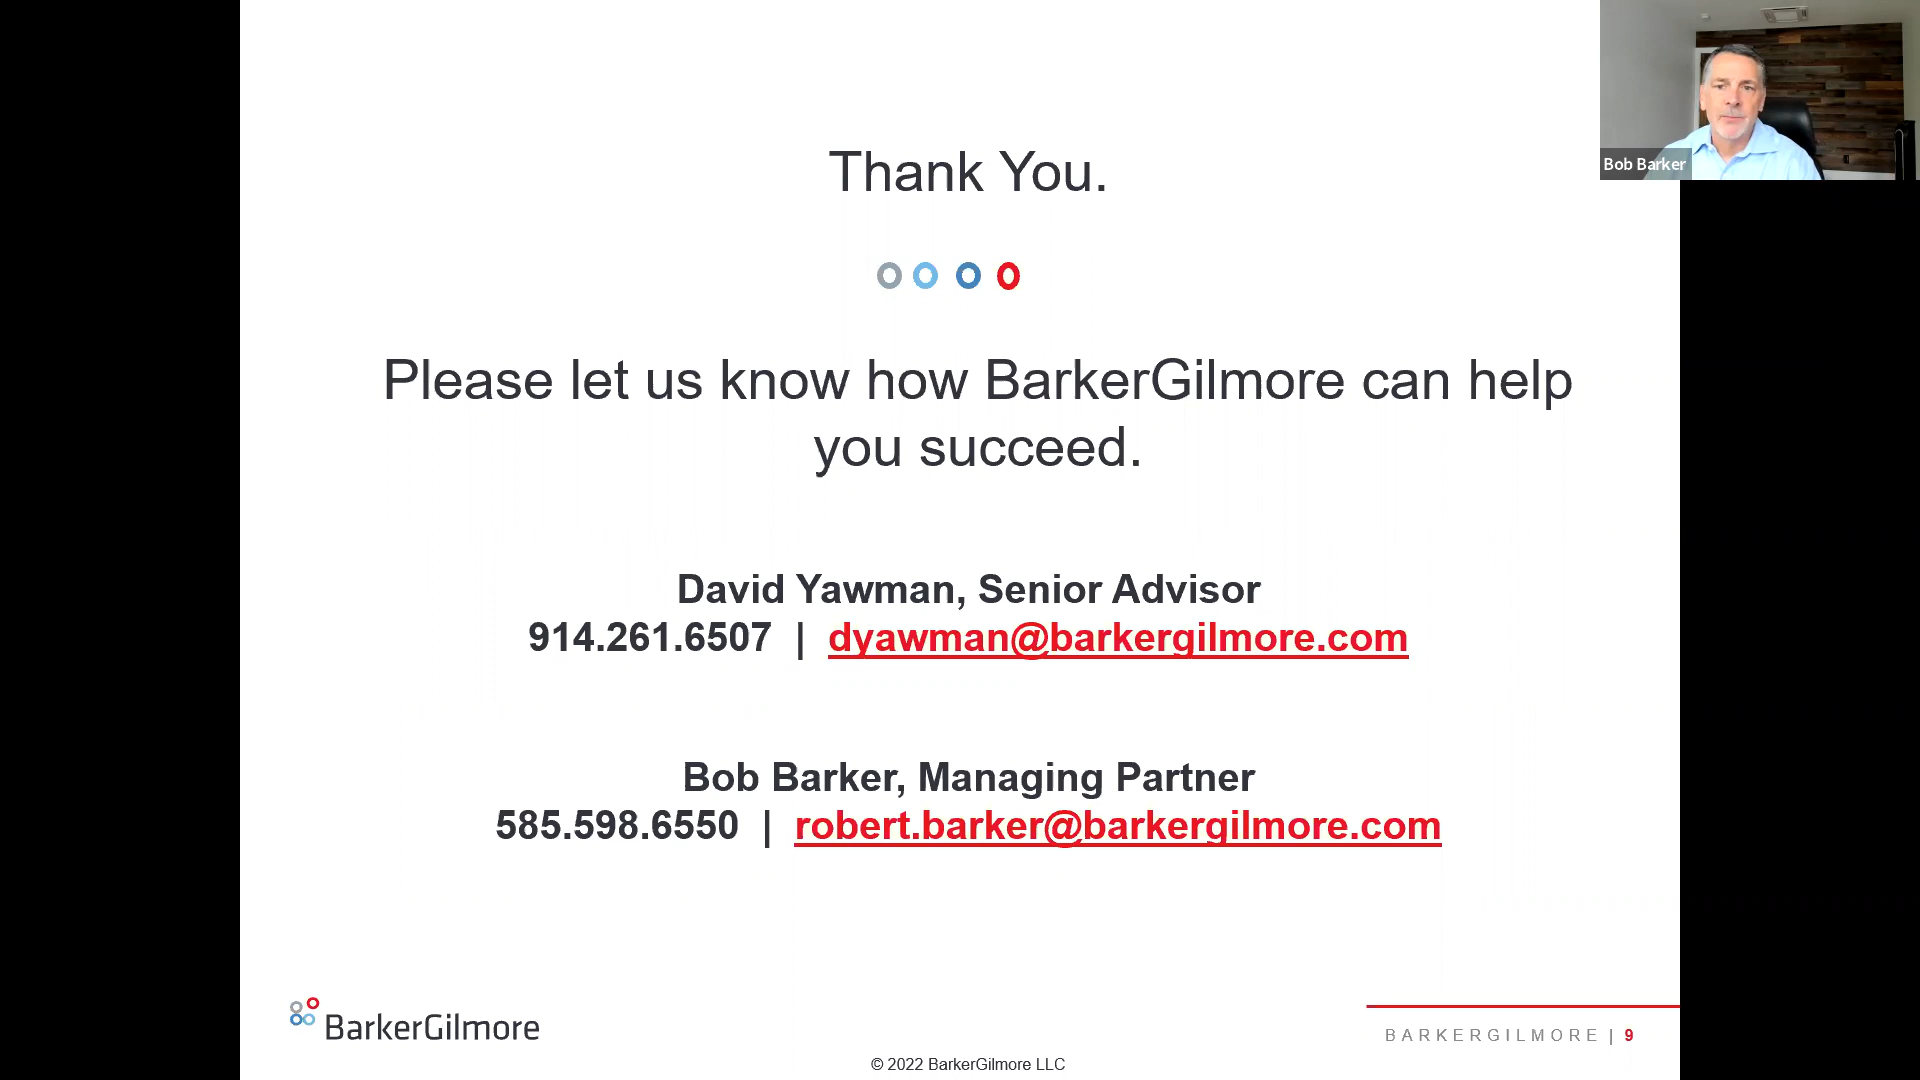 Thank You.
Please let us know how BarkerGilmore can help
you succeed.
David Yawman, Senior Advisor
914.261.6507 | dyawman@barkergilmore.com
Bob Barker, Managing Partner
585.598.6550 | robert.barker@barkergilmore.com
BarkerGilmore
BARKERGILMORE | 9
© 2022 BarkerGilmore LLC
Bob Barker